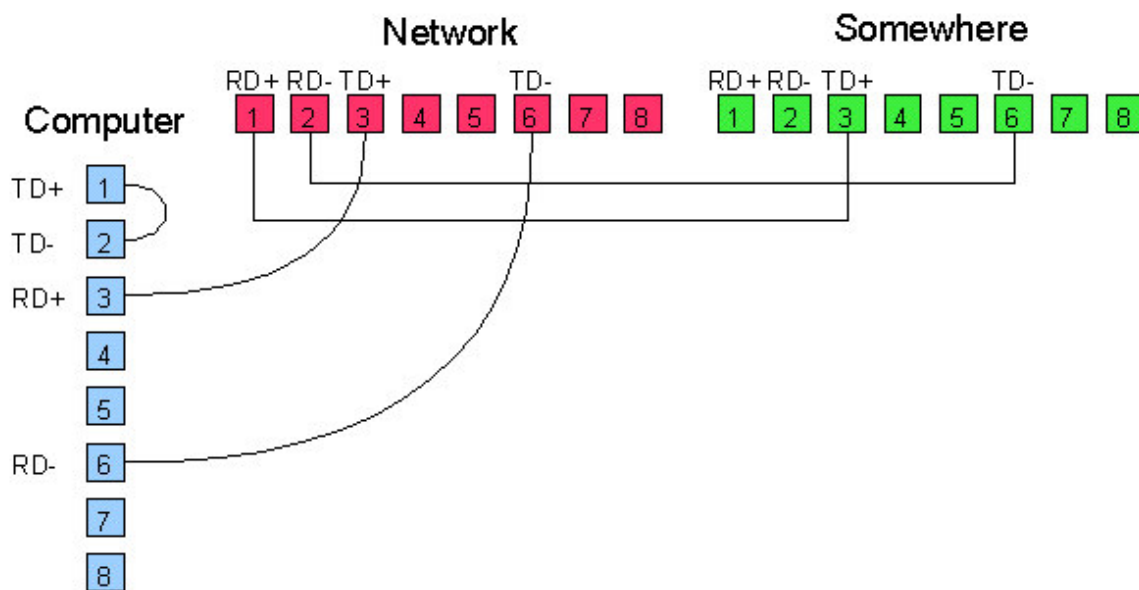 Network Somewhere
RD+ RD- TD+ TD- RD+ RD- TD+ TD-
Computer 1 2 3 4 5 6 7 8 1 2 3 4 5 6 7 8
TD+ 1
TD- 2
RD+ 3
4
5
RD- 6
7
8